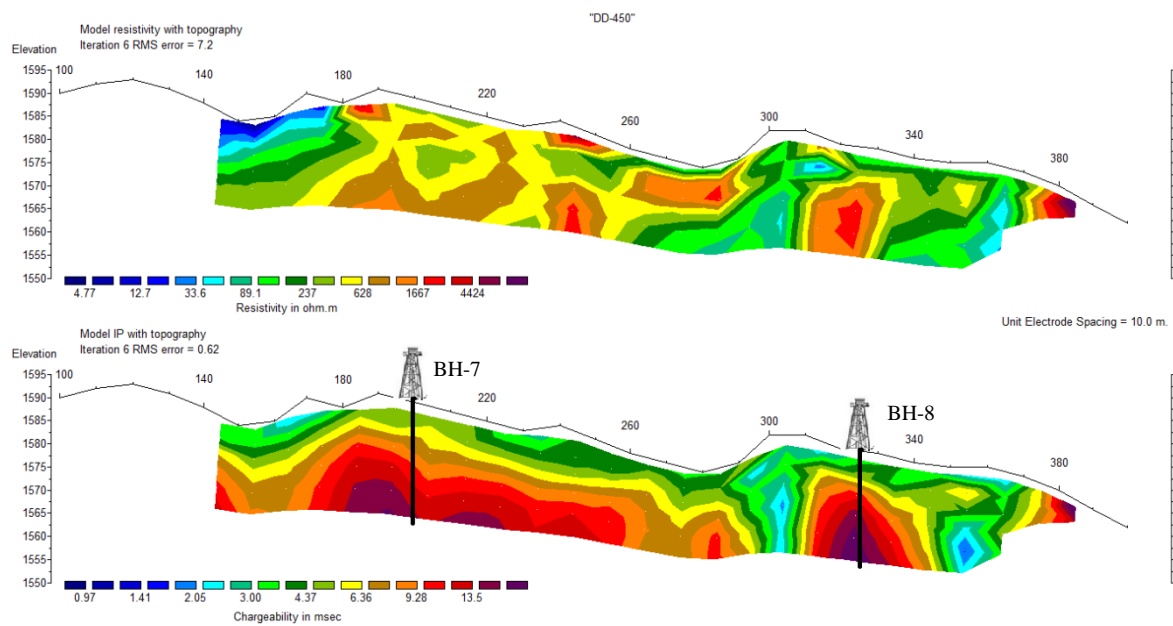 "DD-450"
Model resistivity with topography
Iteration 6 RMS error = 7.2
Elevation
1595
1590
1585
1580
1575
1570
1565
1560
1555
1550
100
140
180
220
260
300
340
380
4.77 12.7 33.6 89.1 237 628 1667 4424
Resistivity in ohm.m
Unit Electrode Spacing = 10.0 m.
Model IP with topography
Iteration 6 RMS error = 0.62
Elevation
1595
1590
1585
1580
1575
1570
1565
1560
1555
1550
100
140
180
BH-7
220
260
300
BH-8
340
380
0.97 1.41 2.05 3.00 4.37 6.36 9.28 13.5
Chargeability in msec